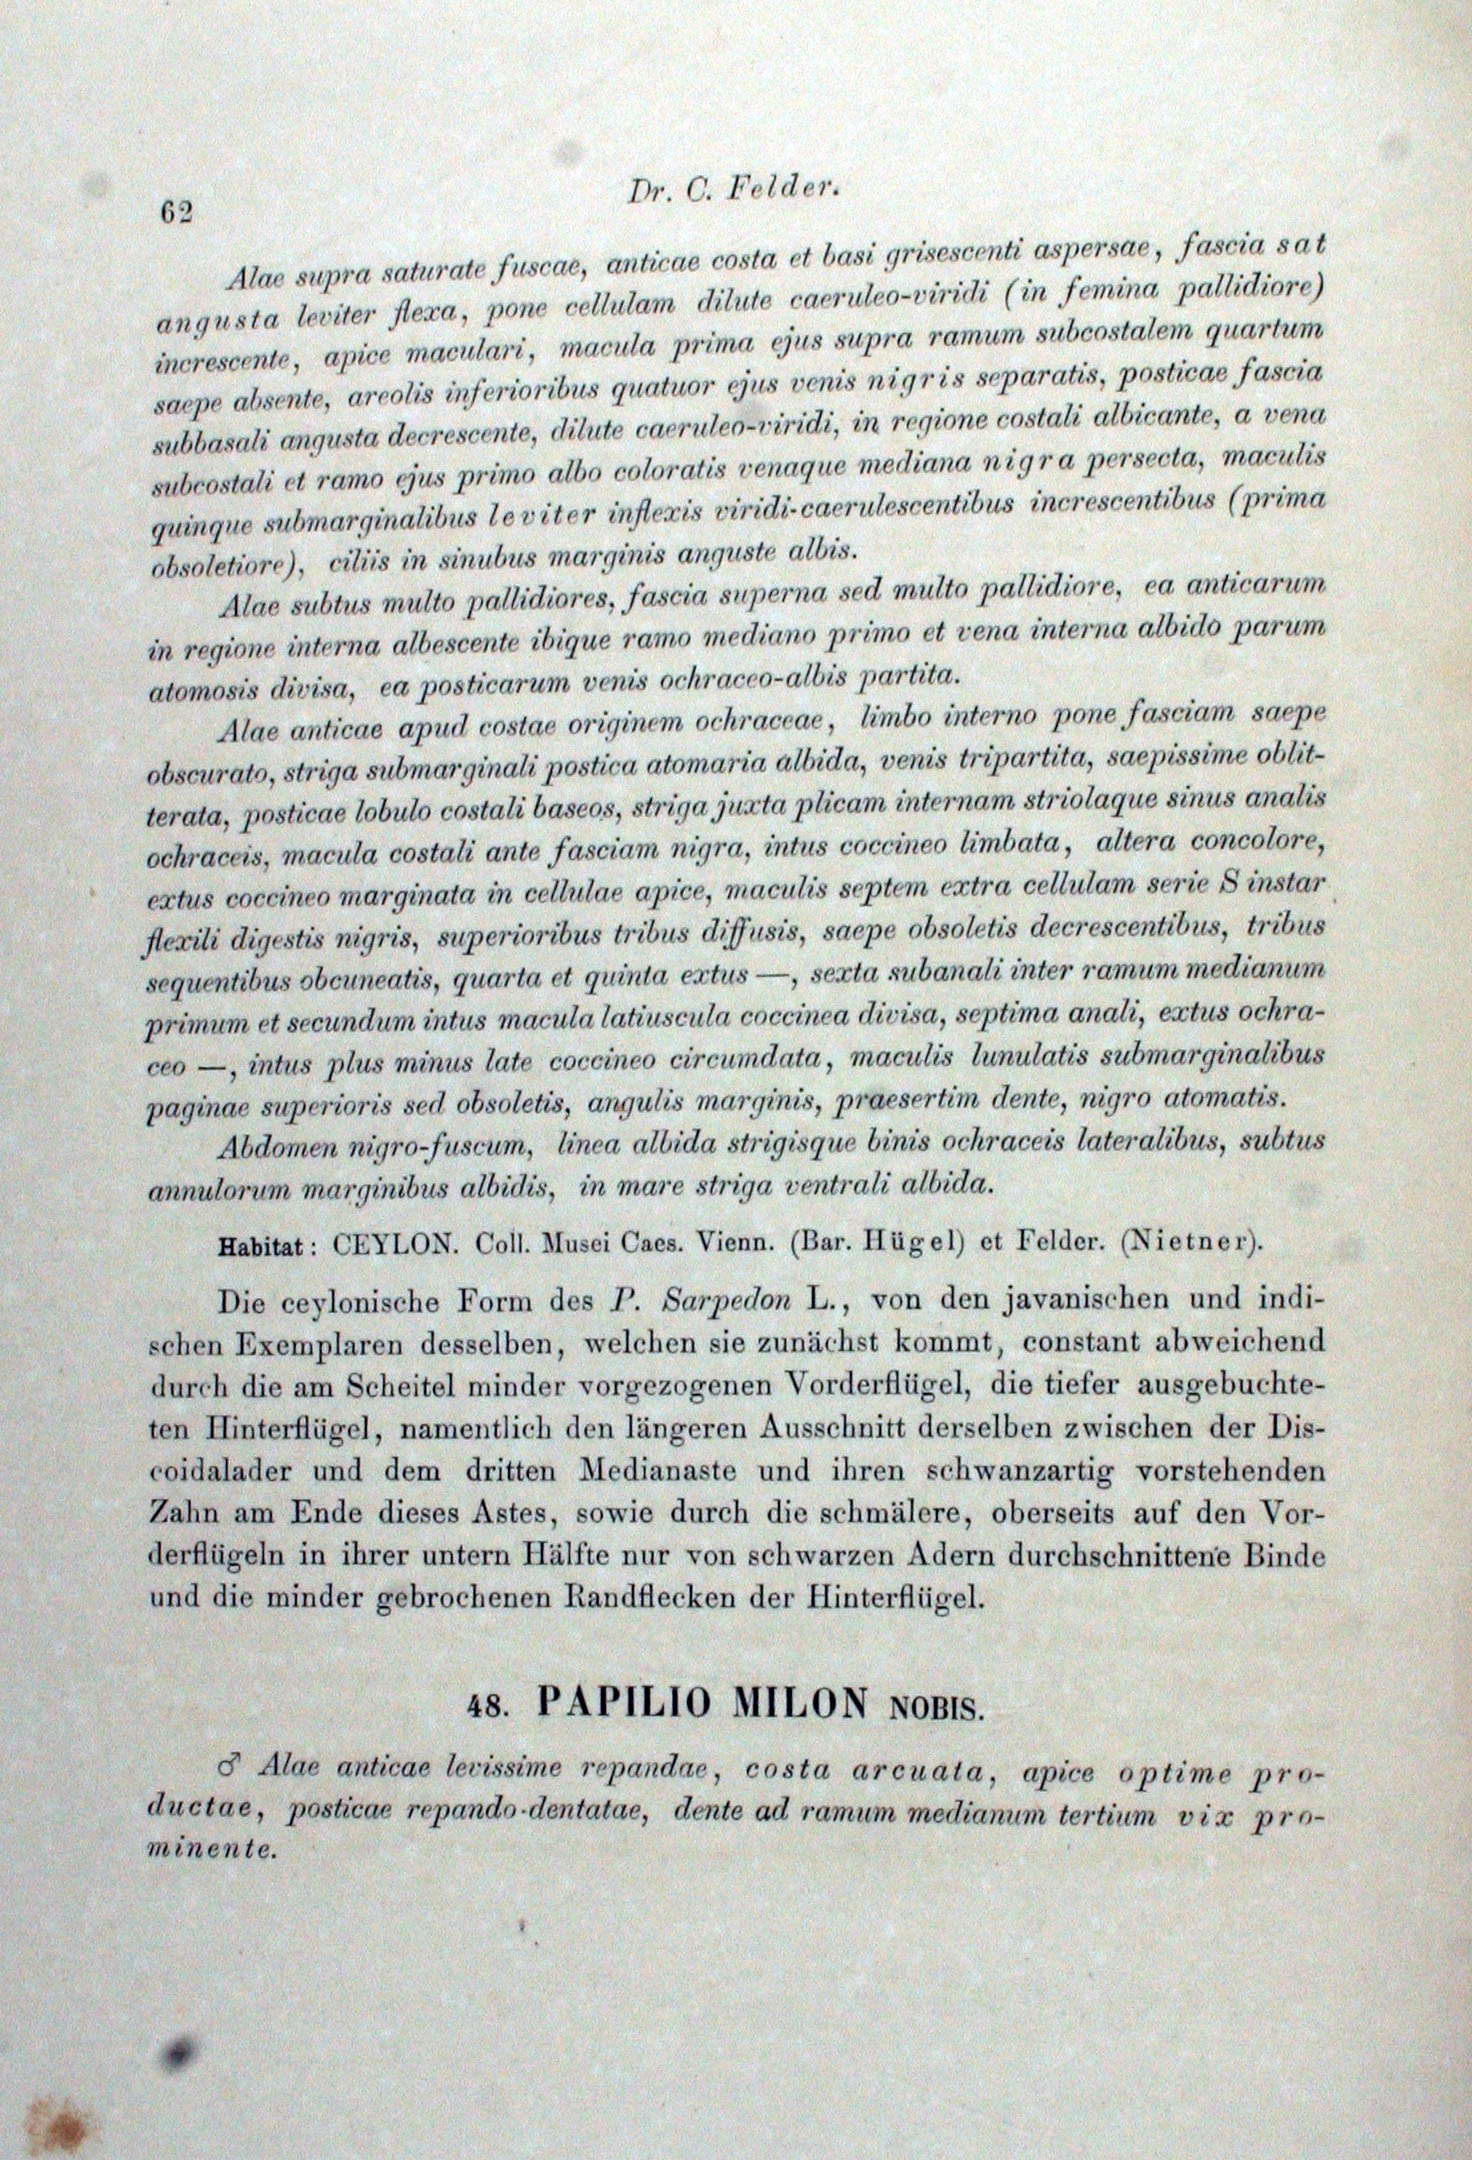 62
Dr. C. Felder.
Alae supra saturate fuscae, anticae costa et basi grisescenti aspersae, fascia sat
angusta leviter flexa, pone cellulam dilute caeruleo-viridi (in femina pallidiore)
increscente, apice maculari, macula prima ejus supra ramum subcostalem quartum
saepe absente, areolis inferioribus quatuor ejus venis nigris separatis, posticae fascia
subbasali angusta decrescente, dilute caeruleo-viridi, in regione costali albicante, a vena
subcostali et ramo ejus primo albo coloratis venaque mediana nigra persecta, maculis
quinque submarginalibus leviter inflexis viridi-caerulescentibus increscentibus (prima
obsoletiore), ciliis in sinubus marginis anguste albis.
Alae subtus multo pallidiores, fascia superna sed multo pallidiore, ea anticarum
in regione interna albescente ibique ramo mediano primo et vena interna albido parum
atomosis divisa, ea posticarum venis ochraceo-albis partita.
Alae anticae apud costae originem ochraceae, limbo interno pone fasciam saepe
obscurato, striga submarginali postica atomaria albida, venis tripartita, saepissime oblit-
terata, posticae lobulo costali baseos, striga juxta plicam internam striolaque sinus analis
ochraceis, macula costali ante fasciam nigra, intus coccineo limbata, altera concolore,
extus coccineo marginata in cellulae apice, maculis septem extra cellulam serie S instar
flexili digestis nigris, superioribus tribus diffusis, saepe obsoletis decrescentibus, tribus
sequentibus obcuneatis, quarta et quinta extus —, sexta subanali inter ramum medianum
primum et secundum intus macula latiuscula coccinea divisa, septima anali, extus ochra-
ceo —, intus plus minus late coccineo circumdata, maculis lunulatis submarginalibus
paginae superioris sed obsoletis, angulis marginis, praesertim dente, nigro atomatis.
Abdomen nigro-fuscum, linea albida strigisque binis ochraceis lateralibus, subtus
annulorum marginibus albidis, in mare striga ventrali albida.
Habitat: CEYLON. Coll. Musei Caes. Vienn. (Bar. Hügel) et Felder. (Nietner).
Die ceylonische Form des P. Sarpedon L., von den javanischen und indi-
schen Exemplaren desselben, welchen sie zunächst kommt, constant abweichend
durch die am Scheitel minder vorgezogenen Vorderflügel, die tiefer ausgebuchte-
ten Hinterflügel, namentlich den längeren Ausschnitt derselben zwischen der Dis-
coidalader und dem dritten Medianaste und ihren schwanzartig vorstehenden
Zahn am Ende dieses Astes, sowie durch die schmälere, oberseits auf den Vor-
derflügeln in ihrer untern Hälfte nur von schwarzen Adern durchschnittene Binde
und die minder gebrochenen Randflecken der Hinterflügel.
48. PAPILIO MILON NOBIS.
♂ Alae anticae levissime repandae, costa arcuata, apice optime pro-
ductae, posticae repando-dentatae, dente ad ramum medianum tertium vix pro-
minente.